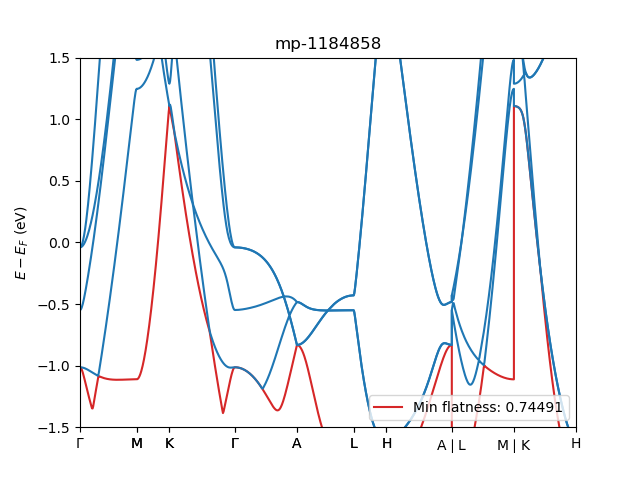 mp-1184858
E − E_F (eV)
1.5
1.0
0.5
0.0
−0.5
−1.0
−1.5
Min flatness: 0.74491
Γ M K Γ A L H A | L M | K H